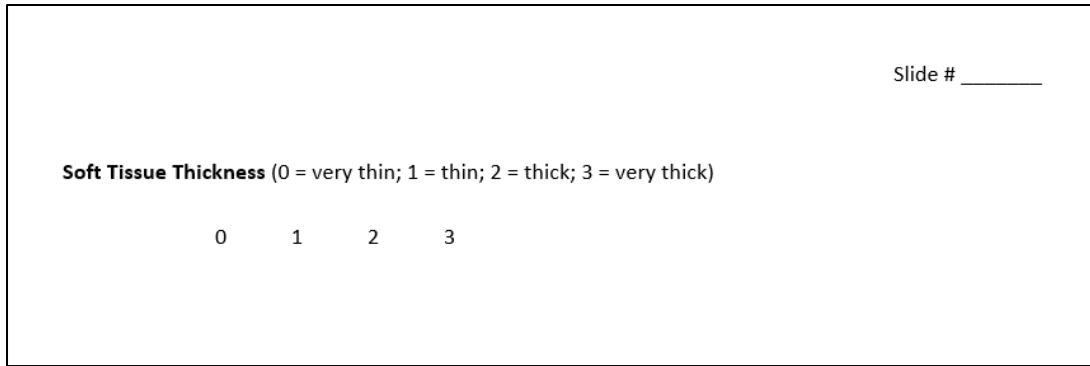 Slide # _______
Soft Tissue Thickness (0 = very thin; 1 = thin; 2 = thick; 3 = very thick)
0 1 2 3